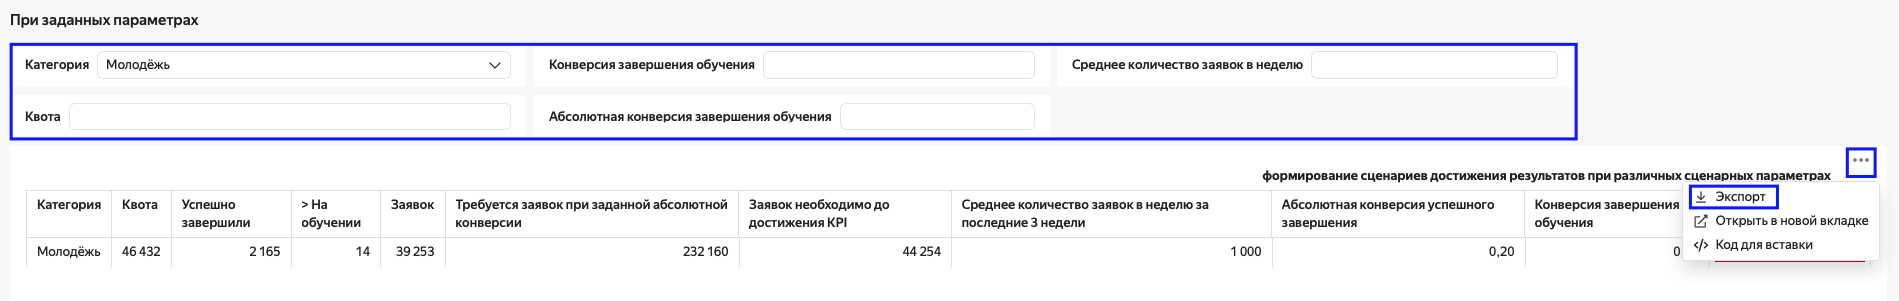 При заданных параметрах
Категория Молодёжь Конверсия завершения обучения Среднее количество заявок в неделю
Квота Абсолютная конверсия завершения обучения
формирование сценариев достижения результатов при различных сценарных параметрах
Экспорт
Открыть в новой вкладке
Код для вставки
Категория Квота Успешно завершили > На обучении Заявок Требуется заявок при заданной абсолютной конверсии Заявок необходимо до достижения KPI Среднее количество заявок в неделю за последние 3 недели Абсолютная конверсия успешного завершения Конверсия завершения обучения
Молодёжь 46 432 2 165 14 39 253 232 160 44 254 1 000 0,20